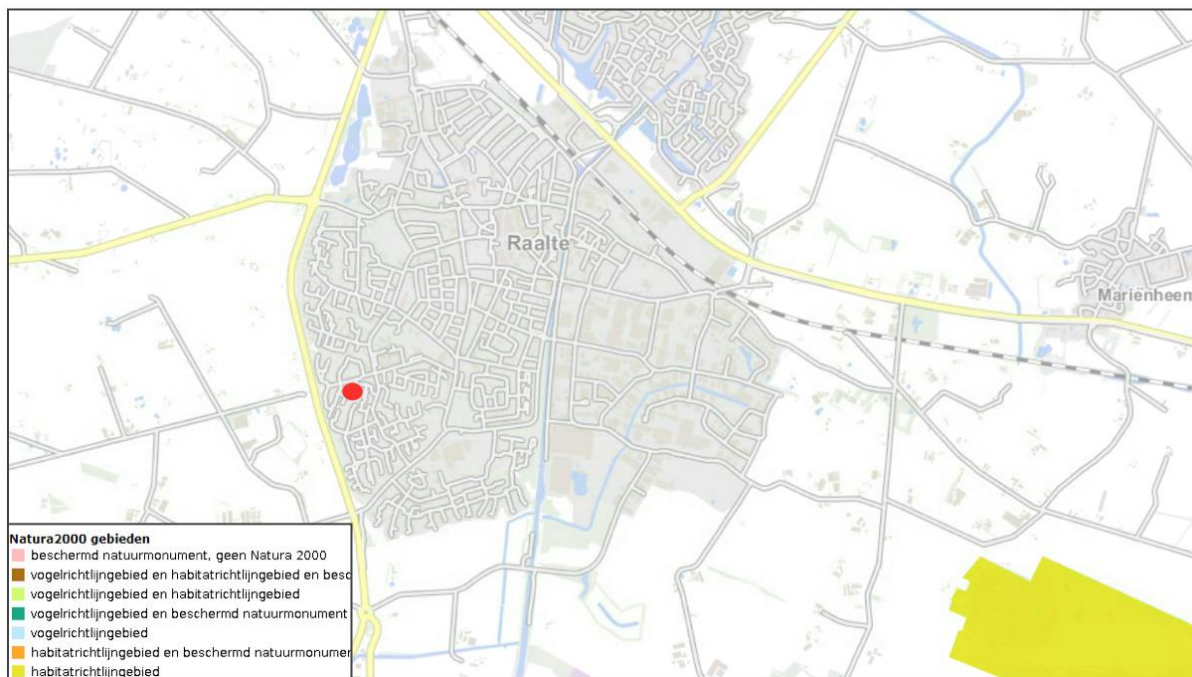 Raalte
Mariënheem
Natura2000 gebieden
beschermd natuurmonument, geen Natura 2000
vogelrichtlijngebied en habitatrichtlijngebied en besc
vogelrichtlijngebied en habitatrichtlijngebied
vogelrichtlijngebied en beschermd natuurmonument
vogelrichtlijngebied
habitatrichtlijngebied en beschermd natuurmonumer
habitatrichtlijngebied